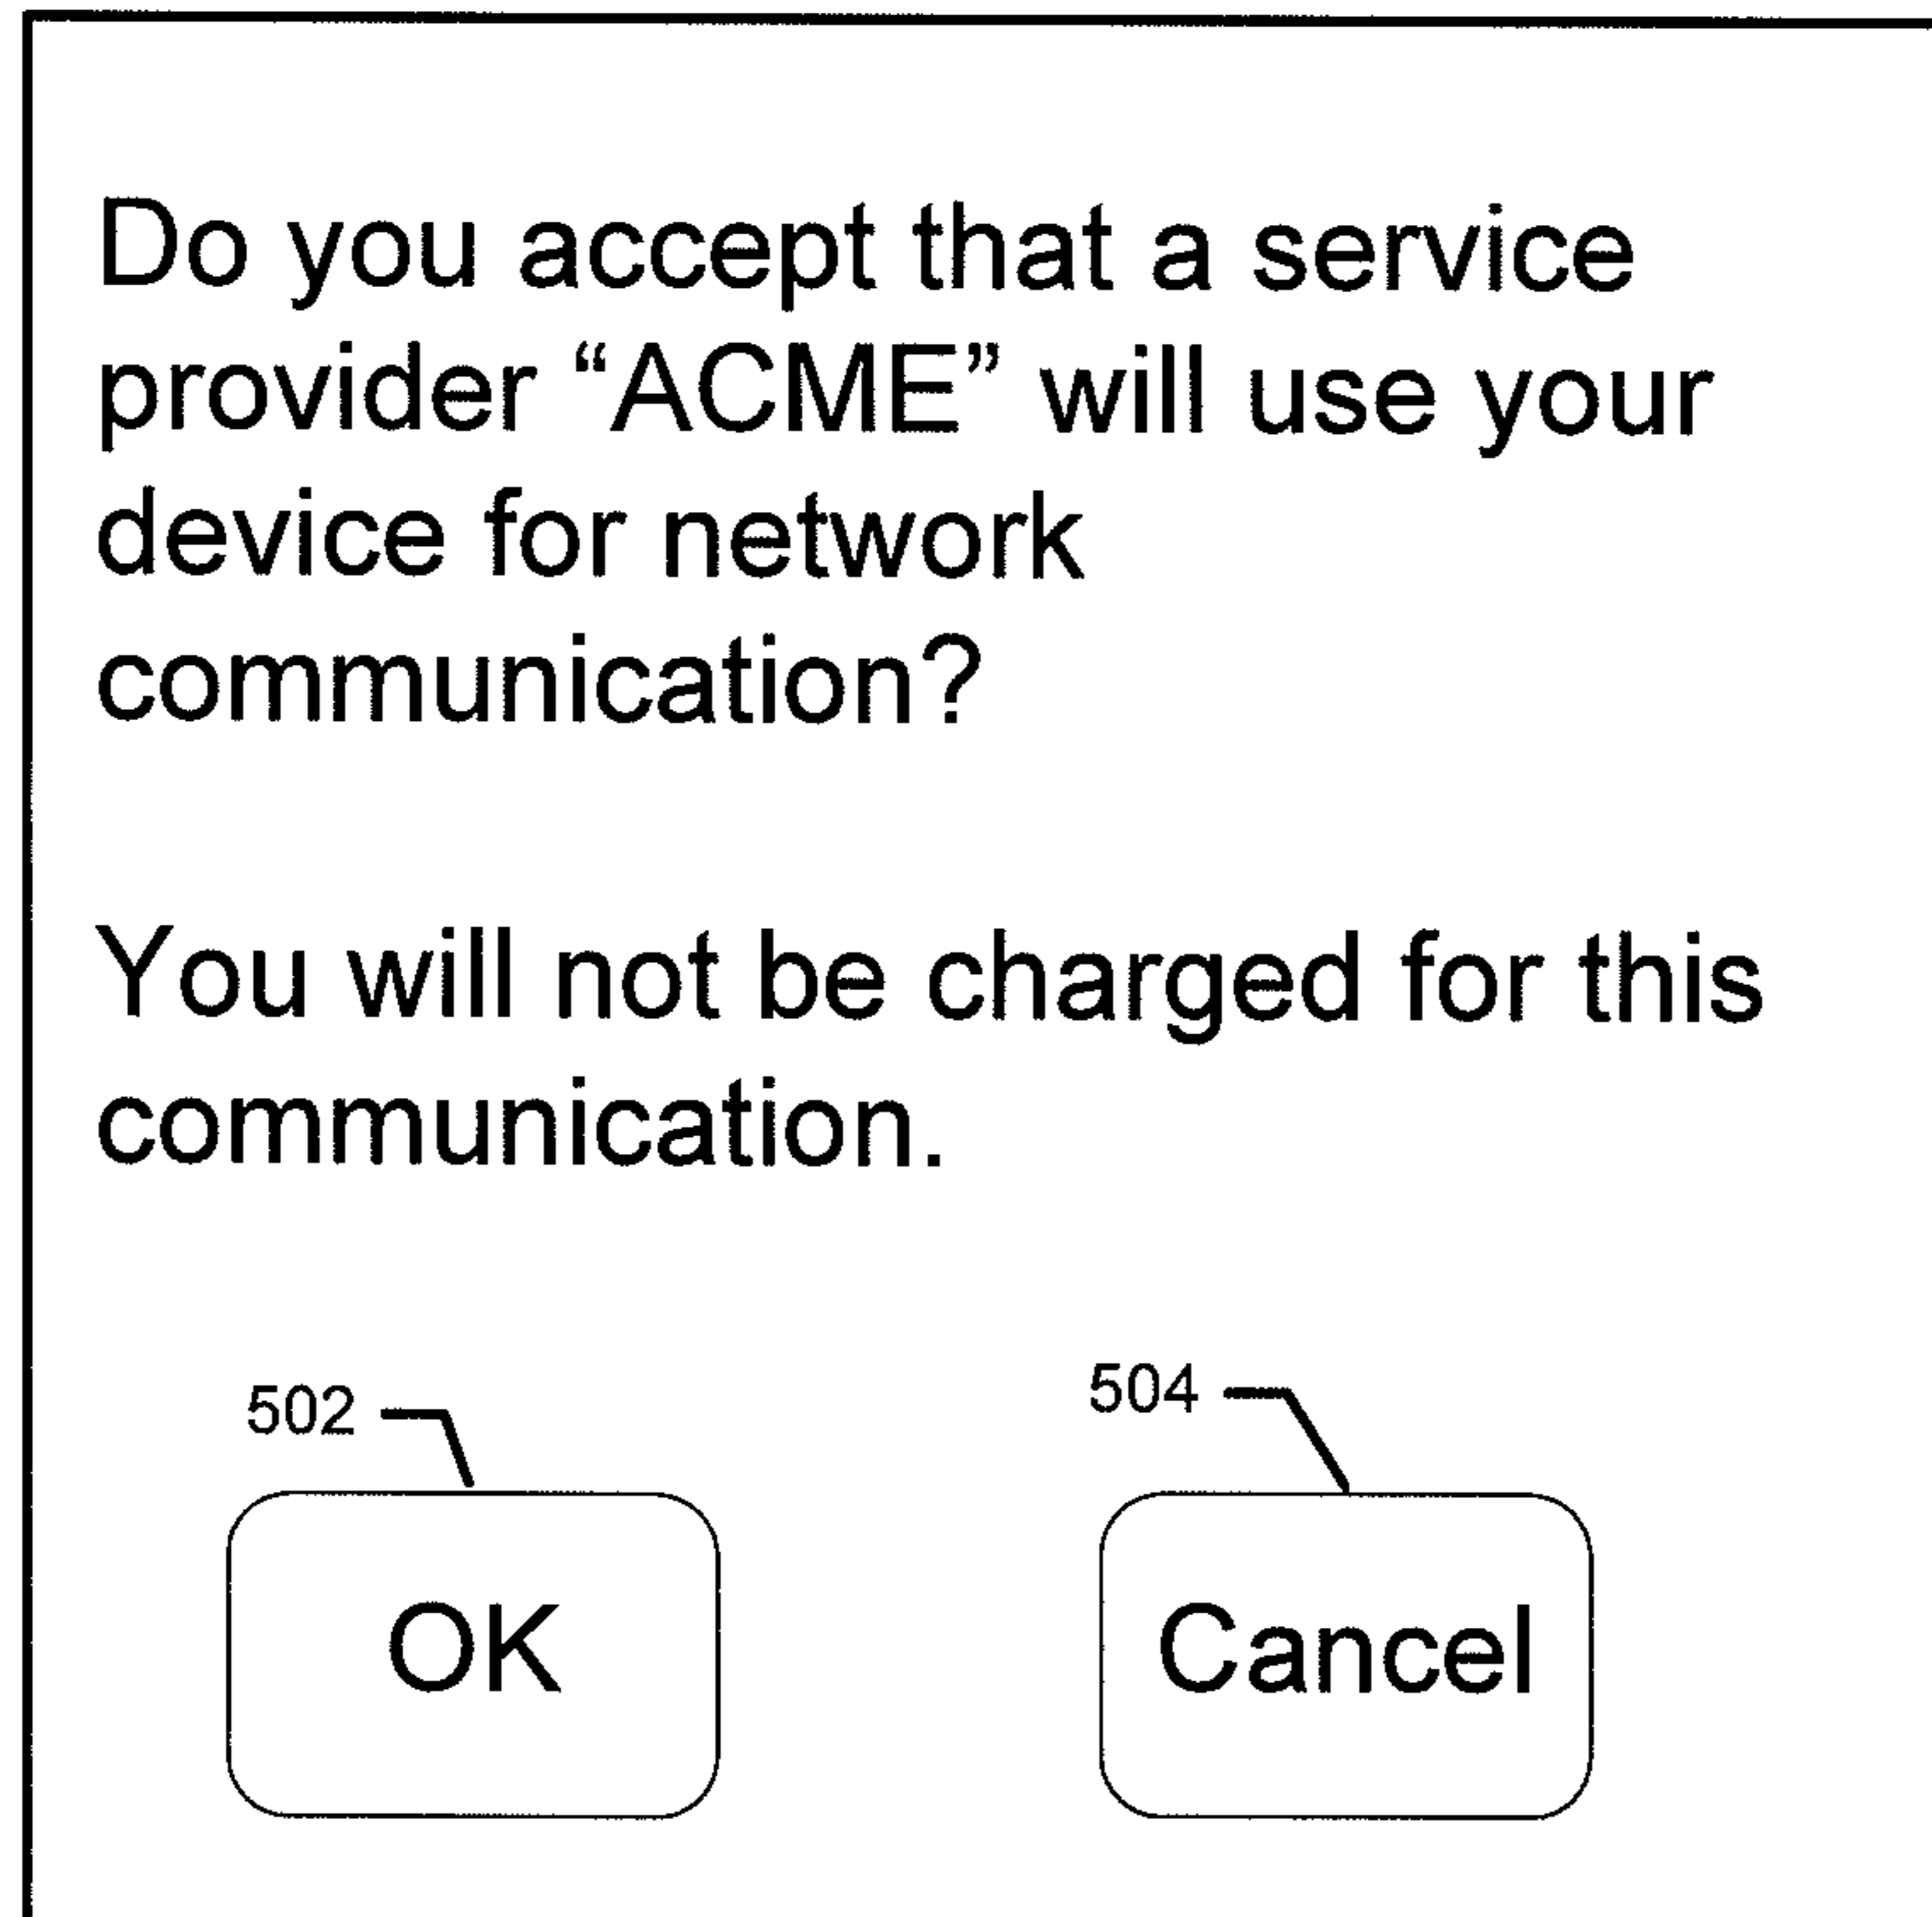 Do you accept that a service
provider “ACME” will use your
device for network
communication?
You will not be charged for this
communication.
502
504
OK
Cancel